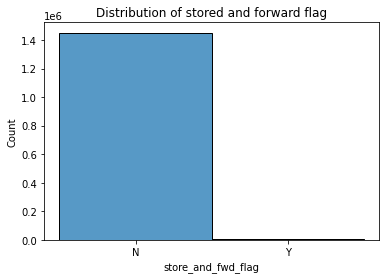 Distribution of stored and forward flag
1e6
1.4
1.2
1.0
0.8
0.6
0.4
0.2
0.0
Count
N Y
store_and_fwd_flag